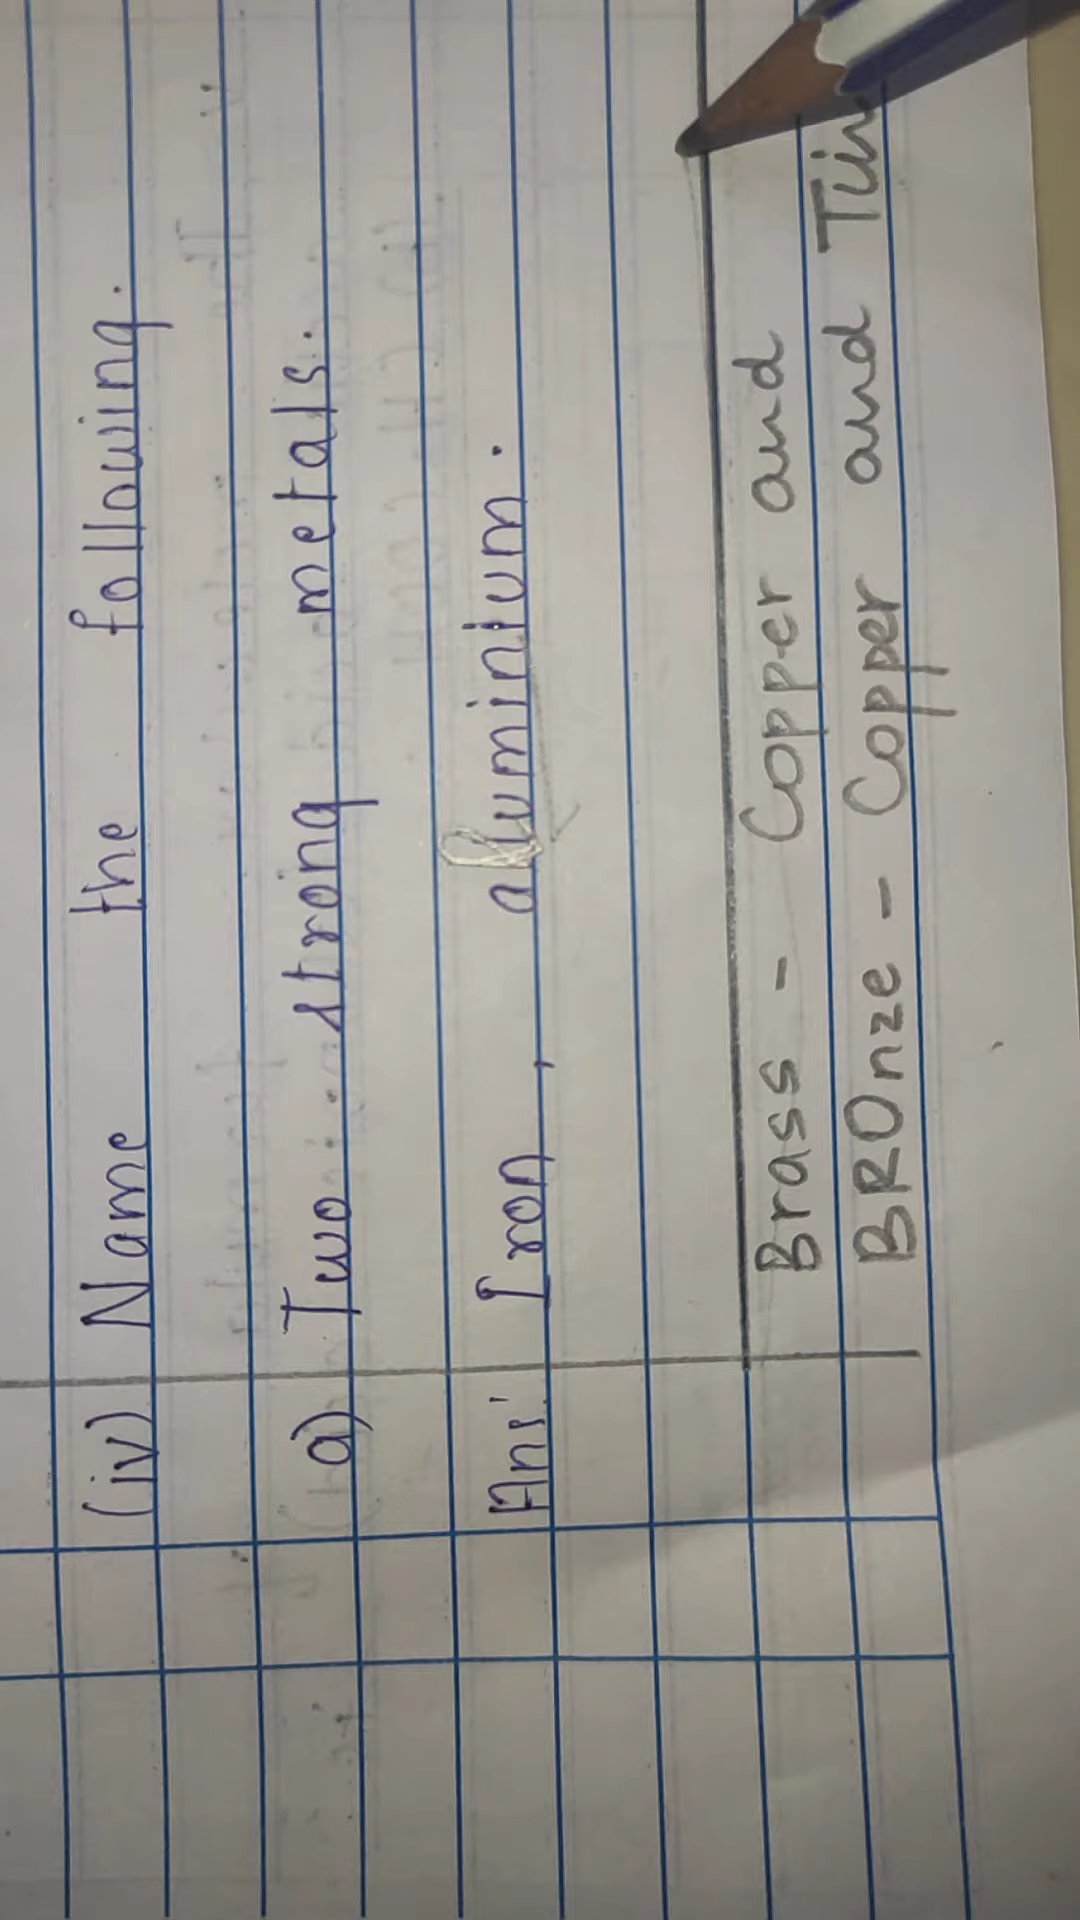 (iv) Name the following.
a) Two strong metals.
Ans' Iron, aluminium.
Brass - Copper and
BROnze - Copper and Tin